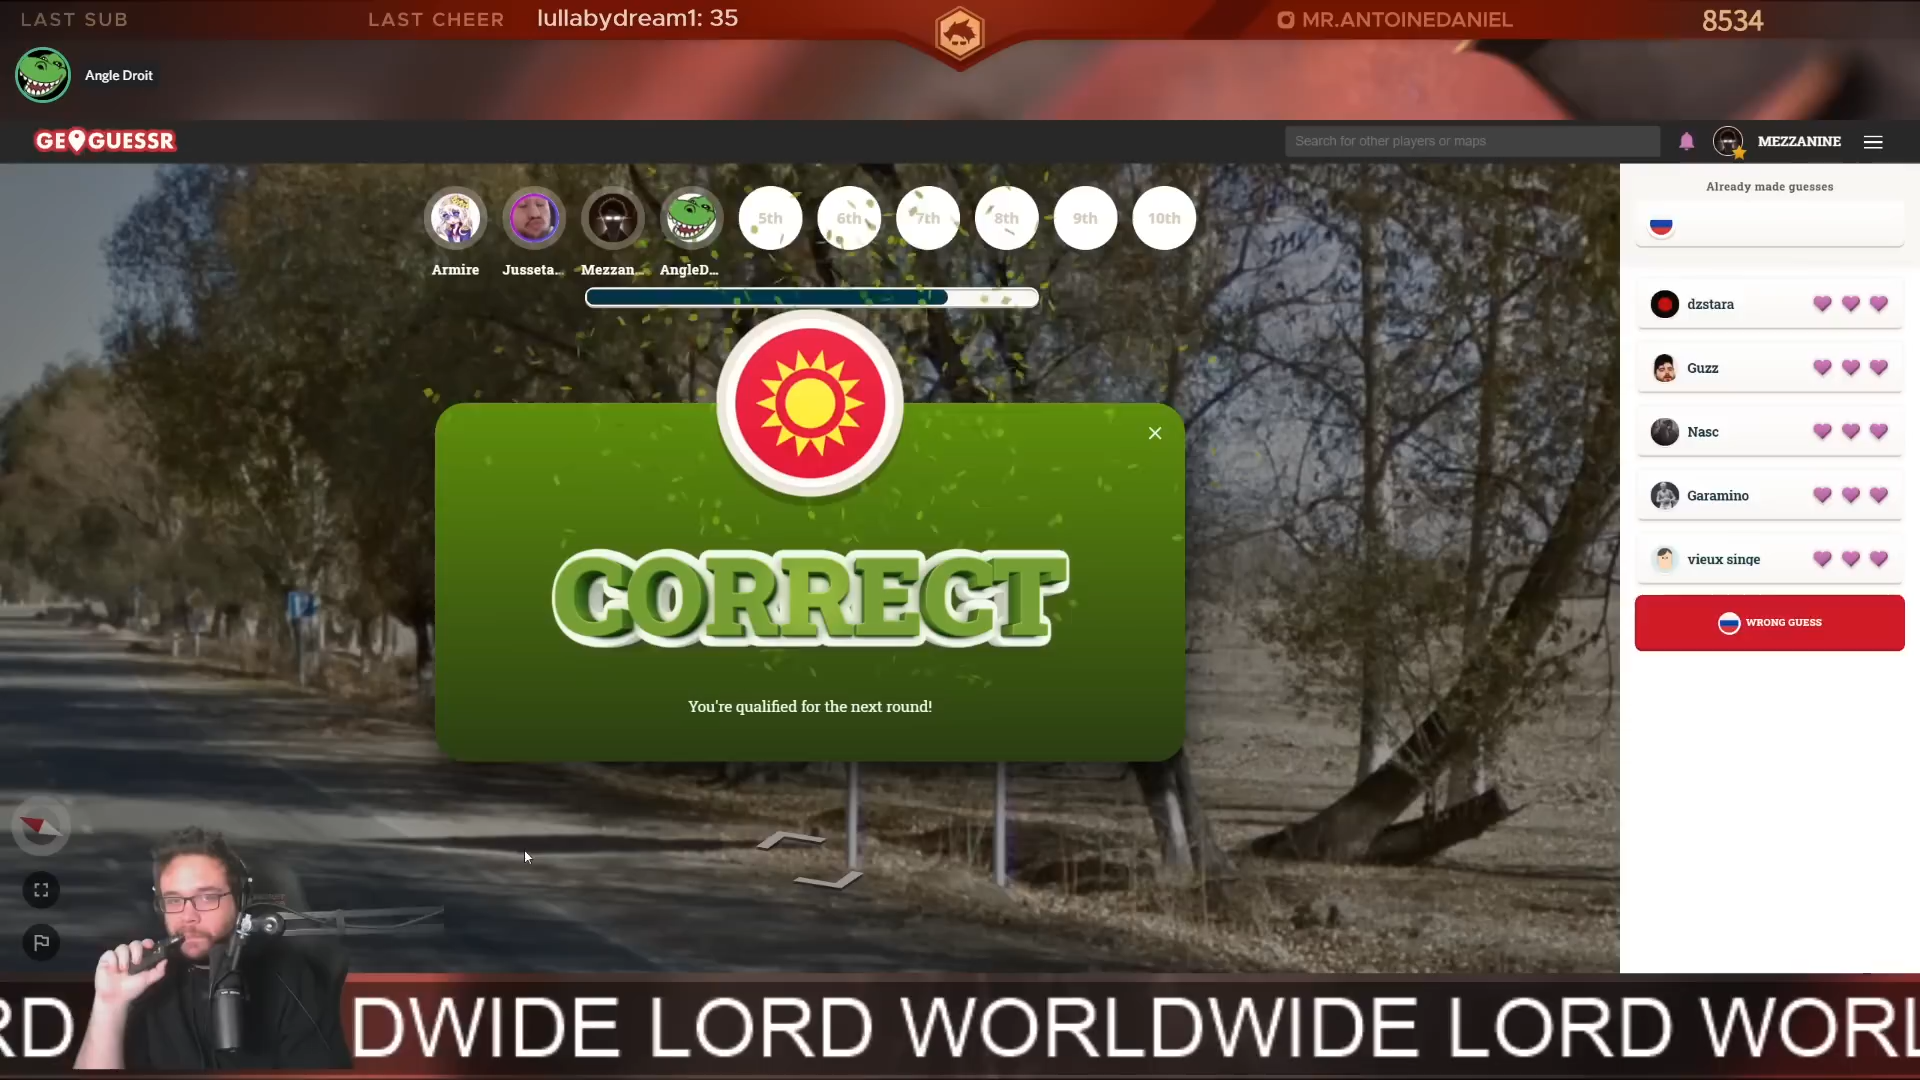 LAST SUB
LAST CHEER
lullabydream1: 35
MR.ANTOINEDANIEL
8534
Angle Droit
GEOGUESSR
Search for other players or maps
MEZZANINE
5th
6th
7th
8th
9th
10th
Armire
Jusseta...
Mezzan...
AngleD...
CORRECT
You're qualified for the next round!
Already made guesses
dzstara
Guzz
Nasc
Garamino
vieux singe
WRONG GUESS
RD DWIDE LORD WORLDWIDE LORD WORL